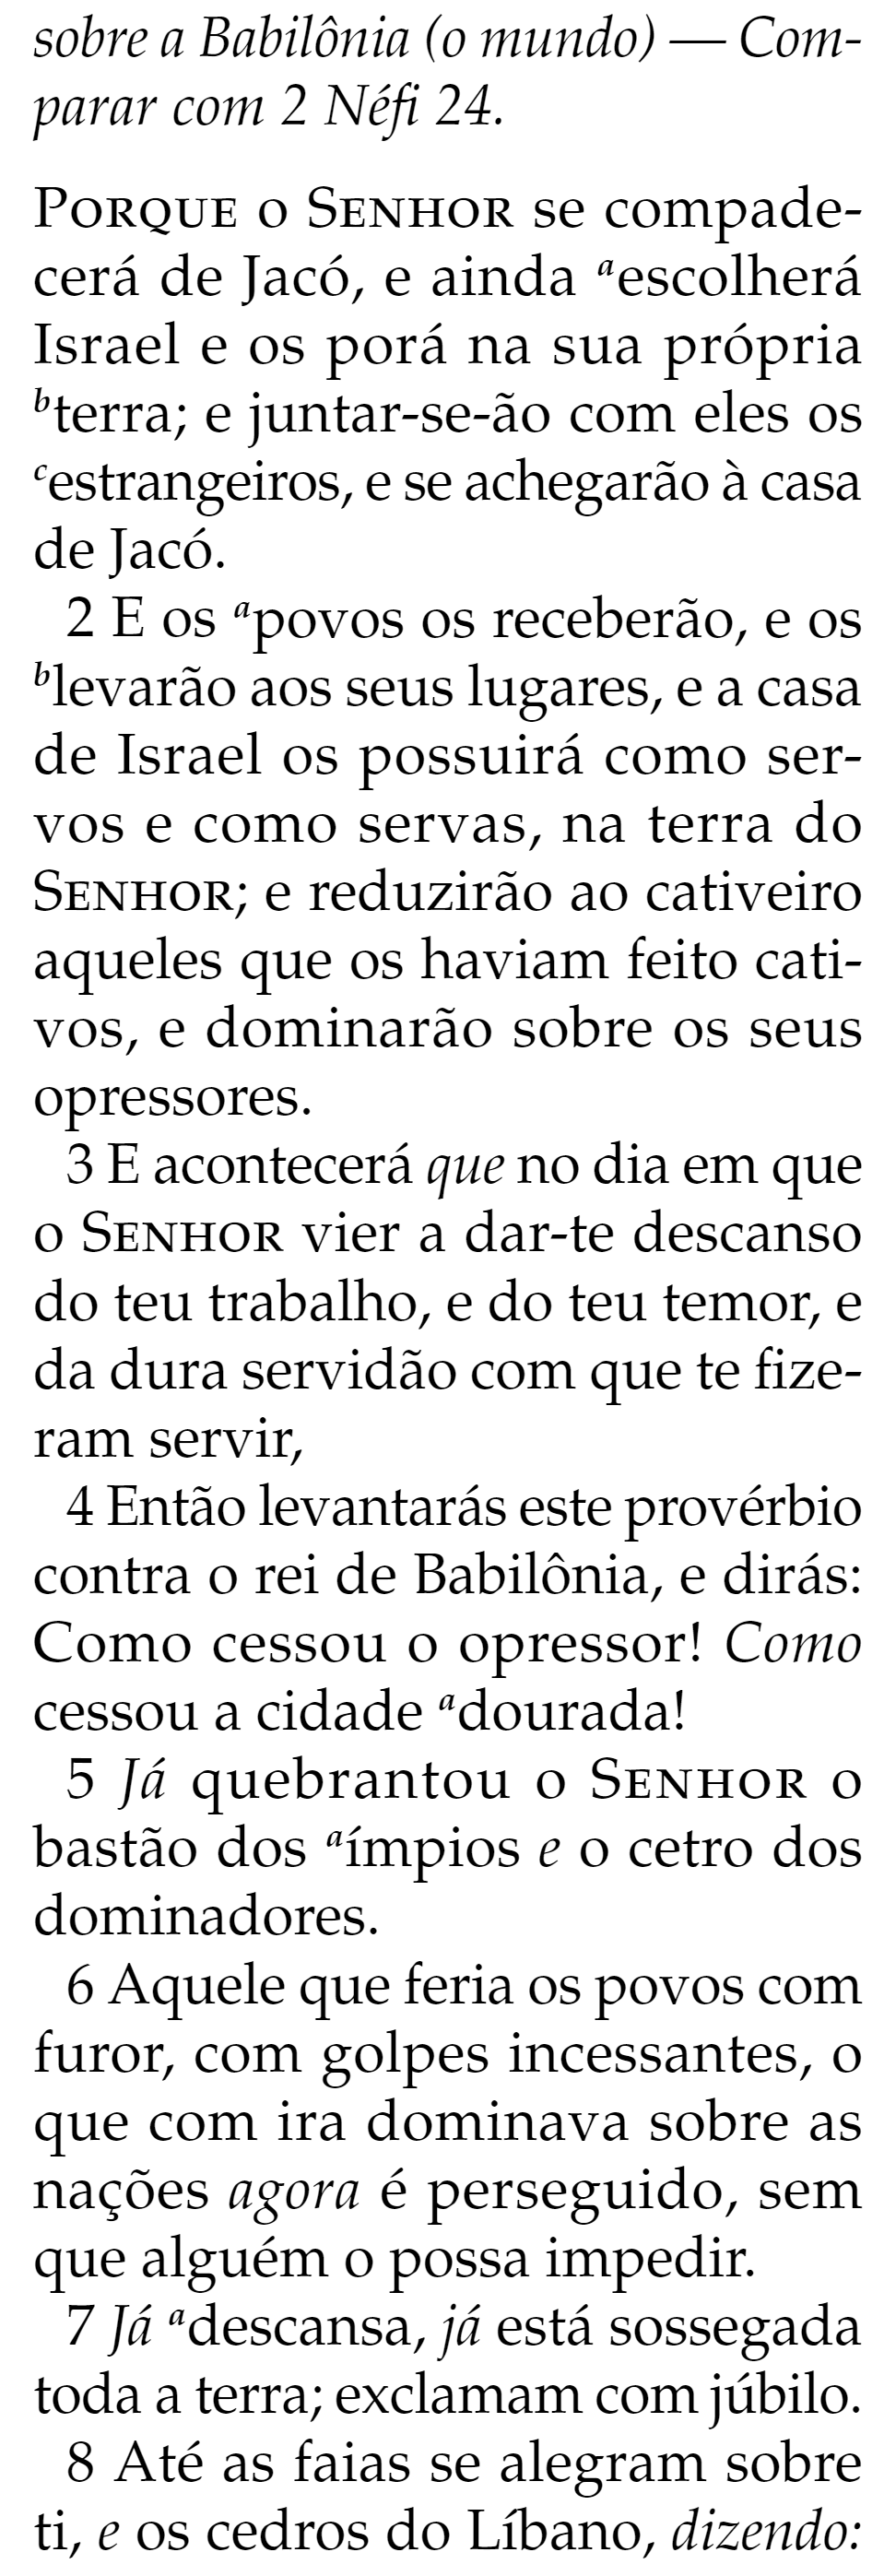 sobre a Babilônia (o mundo) — Com-
parar com 2 Néfi 24.
Porque o Senhor se compade-
cerá de Jacó, e ainda ᵃescolherá
Israel e os porá na sua própria
ᵇterra; e juntar-se-ão com eles os
ᶜestrangeiros, e se achegarão à casa
de Jacó.
2 E os ᵃpovos os receberão, e os
ᵇlevarão aos seus lugares, e a casa
de Israel os possuirá como ser-
vos e como servas, na terra do
Senhor; e reduzirão ao cativeiro
aqueles que os haviam feito cati-
vos, e dominarão sobre os seus
opressores.
3 E acontecerá que no dia em que
o Senhor vier a dar-te descanso
do teu trabalho, e do teu temor, e
da dura servidão com que te fize-
ram servir,
4 Então levantarás este provérbio
contra o rei de Babilônia, e dirás:
Como cessou o opressor! Como
cessou a cidade ᵃdourada!
5 Já quebrantou o Senhor o
bastão dos ᵃímpios e o cetro dos
dominadores.
6 Aquele que feria os povos com
furor, com golpes incessantes, o
que com ira dominava sobre as
nações agora é perseguido, sem
que alguém o possa impedir.
7 Já ᵃdescansa, já está sossegada
toda a terra; exclamam com júbilo.
8 Até as faias se alegram sobre
ti, e os cedros do Líbano, dizendo: